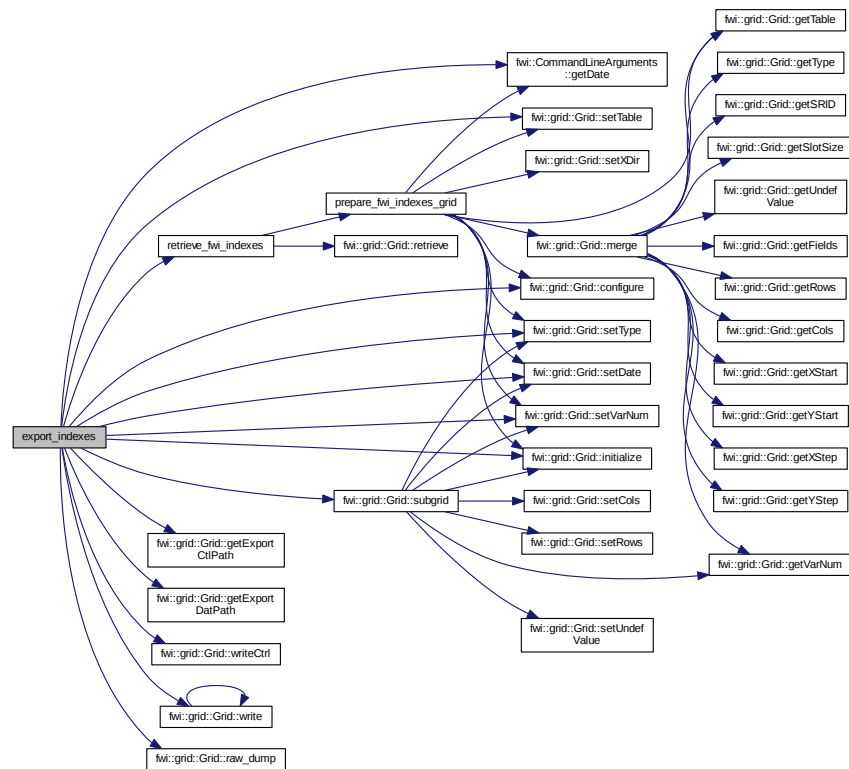 fwi::grid::Grid::getTable
fwi::grid::Grid::getType
fwi::CommandLineArguments
::getDate
fwi::grid::Grid::getSRID
fwi::grid::Grid::setTable
fwi::grid::Grid::getSlotSize
fwi::grid::Grid::setXDir
fwi::grid::Grid::getUndef
Value
prepare_fwi_indexes_grid
retrieve_fwi_indexes
fwi::grid::Grid::retrieve
fwi::grid::Grid::merge
fwi::grid::Grid::getFields
fwi::grid::Grid::configure
fwi::grid::Grid::getRows
fwi::grid::Grid::setType
fwi::grid::Grid::getCols
fwi::grid::Grid::setDate
fwi::grid::Grid::getXStart
fwi::grid::Grid::setVarNum
fwi::grid::Grid::getYStart
export_indexes
fwi::grid::Grid::initialize
fwi::grid::Grid::getXStep
fwi::grid::Grid::subgrid
fwi::grid::Grid::setCols
fwi::grid::Grid::getYStep
fwi::grid::Grid::getExport
CtlPath
fwi::grid::Grid::setRows
fwi::grid::Grid::getVarNum
fwi::grid::Grid::getExport
DatPath
fwi::grid::Grid::setUndef
Value
fwi::grid::Grid::writeCtrl
fwi::grid::Grid::write
fwi::grid::Grid::raw_dump